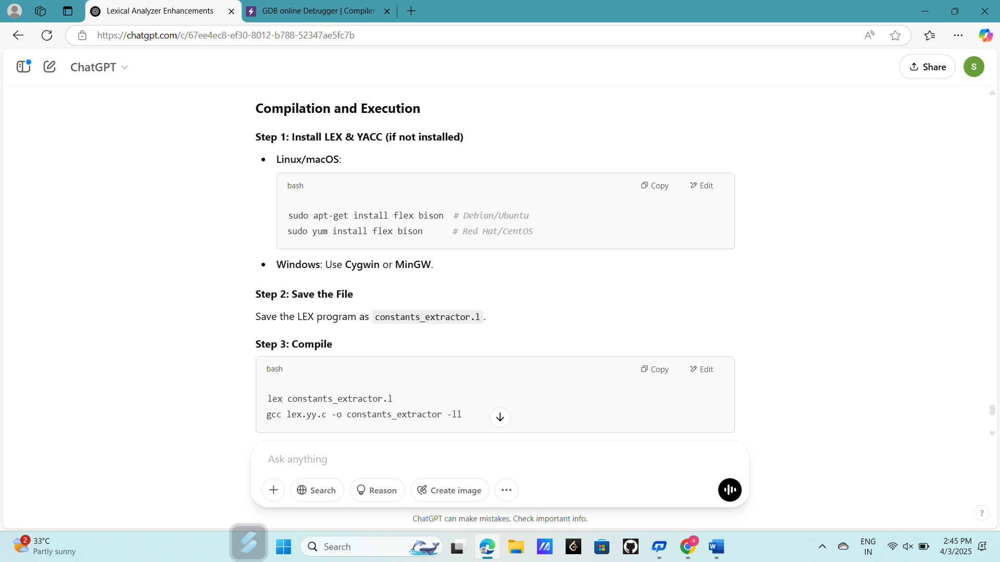 Lexical Analyzer Enhancements
GDB online Debugger | Compiler
https://chatgpt.com/c/67ee4ec8-ef30-8012-b788-52347ae5fc7b
ChatGPT
Share
S
Compilation and Execution
Step 1: Install LEX & YACC (if not installed)
• Linux/macOS:
bash
Copy
Edit
sudo apt-get install flex bison # Debian/Ubuntu
sudo yum install flex bison # Red Hat/CentOS
• Windows: Use Cygwin or MinGW.
Step 2: Save the File
Save the LEX program as constants_extractor.l.
Step 3: Compile
bash
Copy
Edit
lex constants_extractor.l
gcc lex.yy.c -o constants_extractor -ll
Ask anything
Search
Reason
Create image
ChatGPT can make mistakes. Check important info.
?
2
33°C
Partly sunny
Search
S
W
ENG
IN
2:45 PM
4/3/2025